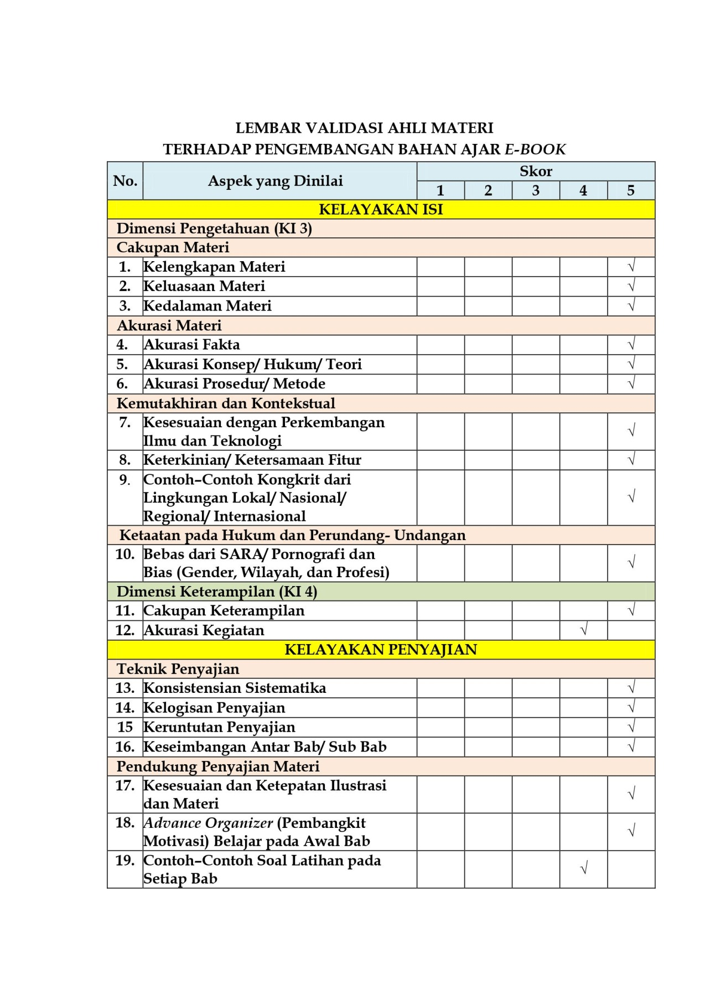 LEMBAR VALIDASI AHLI MATERI
TERHADAP PENGEMBANGAN BAHAN AJAR E-BOOK
No. Aspek yang Dinilai Skor
1 2 3 4 5
KELAYAKAN ISI
Dimensi Pengetahuan (KI 3)
Cakupan Materi
1. Kelengkapan Materi √
2. Keluasaan Materi √
3. Kedalaman Materi √
Akurasi Materi
4. Akurasi Fakta √
5. Akurasi Konsep/ Hukum/ Teori √
6. Akurasi Prosedur/ Metode √
Kemutakhiran dan Kontekstual
7. Kesesuaian dengan Perkembangan
Ilmu dan Teknologi √
8. Keterkinian/ Ketersamaan Fitur √
9. Contoh–Contoh Kongkrit dari
Lingkungan Lokal/ Nasional/ √
Regional/ Internasional
Ketaatan pada Hukum dan Perundang- Undangan
10. Bebas dari SARA/ Pornografi dan
Bias (Gender, Wilayah, dan Profesi) √
Dimensi Keterampilan (KI 4)
11. Cakupan Keterampilan √
12. Akurasi Kegiatan √
KELAYAKAN PENYAJIAN
Teknik Penyajian
13. Konsistensian Sistematika √
14. Kelogisan Penyajian √
15 Keruntutan Penyajian √
16. Keseimbangan Antar Bab/ Sub Bab √
Pendukung Penyajian Materi
17. Kesesuaian dan Ketepatan Ilustrasi
dan Materi √
18. Advance Organizer (Pembangkit
Motivasi) Belajar pada Awal Bab √
19. Contoh–Contoh Soal Latihan pada
Setiap Bab √